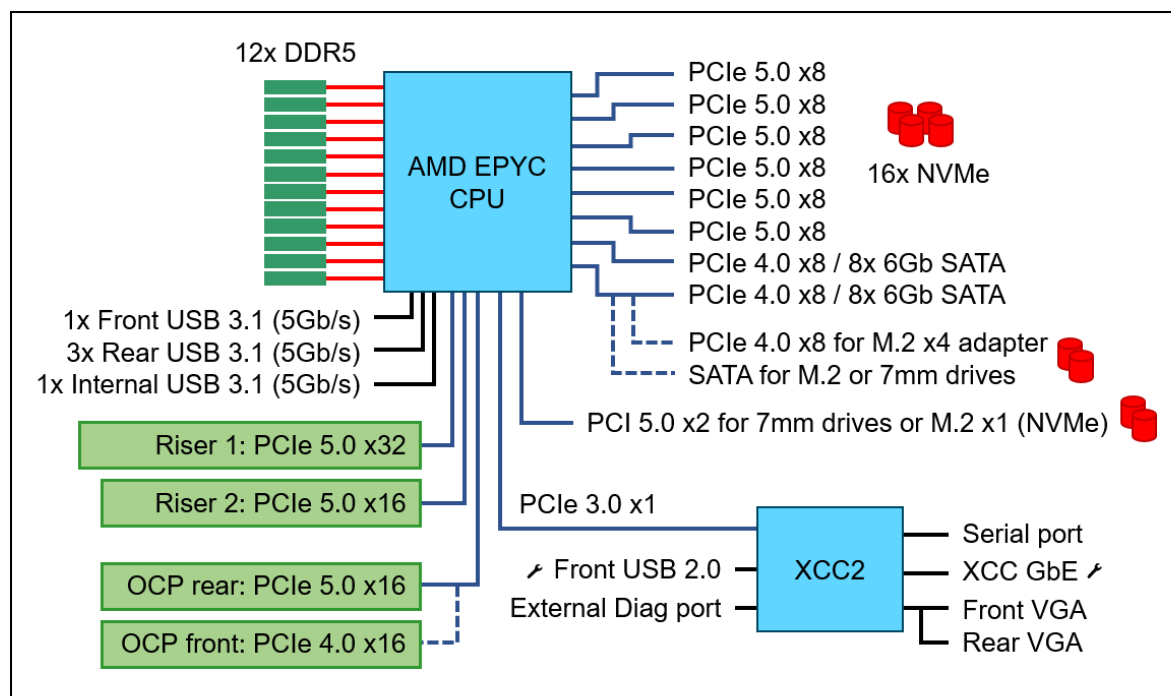 12x DDR5
AMD EPYC
CPU
PCIe 5.0 x8
PCIe 5.0 x8
PCIe 5.0 x8
PCIe 5.0 x8
PCIe 5.0 x8
PCIe 5.0 x8
PCIe 4.0 x8 / 8x 6Gb SATA
PCIe 4.0 x8 / 8x 6Gb SATA
16x NVMe
PCIe 4.0 x8 for M.2 x4 adapter
SATA for M.2 or 7mm drives
PCI 5.0 x2 for 7mm drives or M.2 x1 (NVMe)
1x Front USB 3.1 (5Gb/s)
3x Rear USB 3.1 (5Gb/s)
1x Internal USB 3.1 (5Gb/s)
Riser 1: PCIe 5.0 x32
Riser 2: PCIe 5.0 x16
OCP rear: PCIe 5.0 x16
OCP front: PCIe 4.0 x16
PCIe 3.0 x1
Front USB 2.0
External Diag port
XCC2
Serial port
XCC GbE
Front VGA
Rear VGA